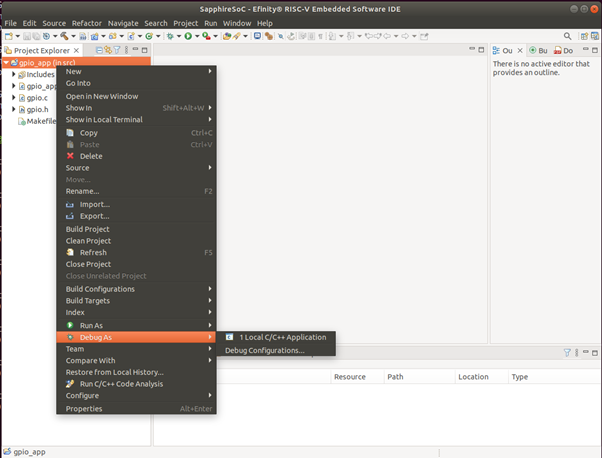 SapphireSoC - Efinity® RISC-V Embedded Software IDE
File Edit Source Refactor Navigate Search Project Run Window Help
Project Explorer
Ou
Bu
Do
gpio_app (in src)
Includes
gpio_app
gpio.c
gpio.h
Makefile
There is no active editor that
provides an outline.
New
Go Into
Open in New Window
Show In Shift+Alt+W
Show in Local Terminal
Copy Ctrl+C
Paste Ctrl+V
Delete
Source
Move...
Rename... F2
Import...
Export...
Build Project
Clean Project
Refresh F5
Close Project
Close Unrelated Project
Build Configurations
Build Targets
Index
Run As
Debug As
1 Local C/C++ Application
Debug Configurations...
Team
Compare With
Restore from Local History...
Run C/C++ Code Analysis
Configure
Properties Alt+Enter
Resource Path Location Type
gpio_app